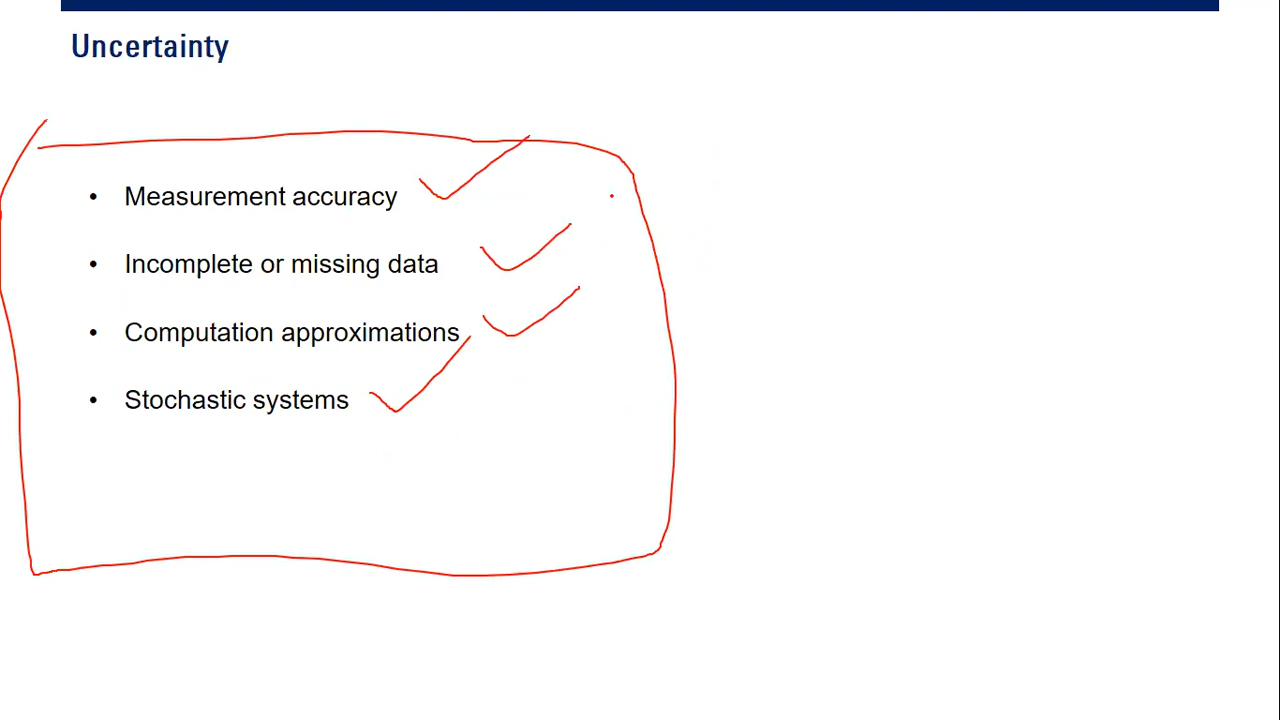 Uncertainty
• Measurement accuracy
• Incomplete or missing data
• Computation approximations
• Stochastic systems